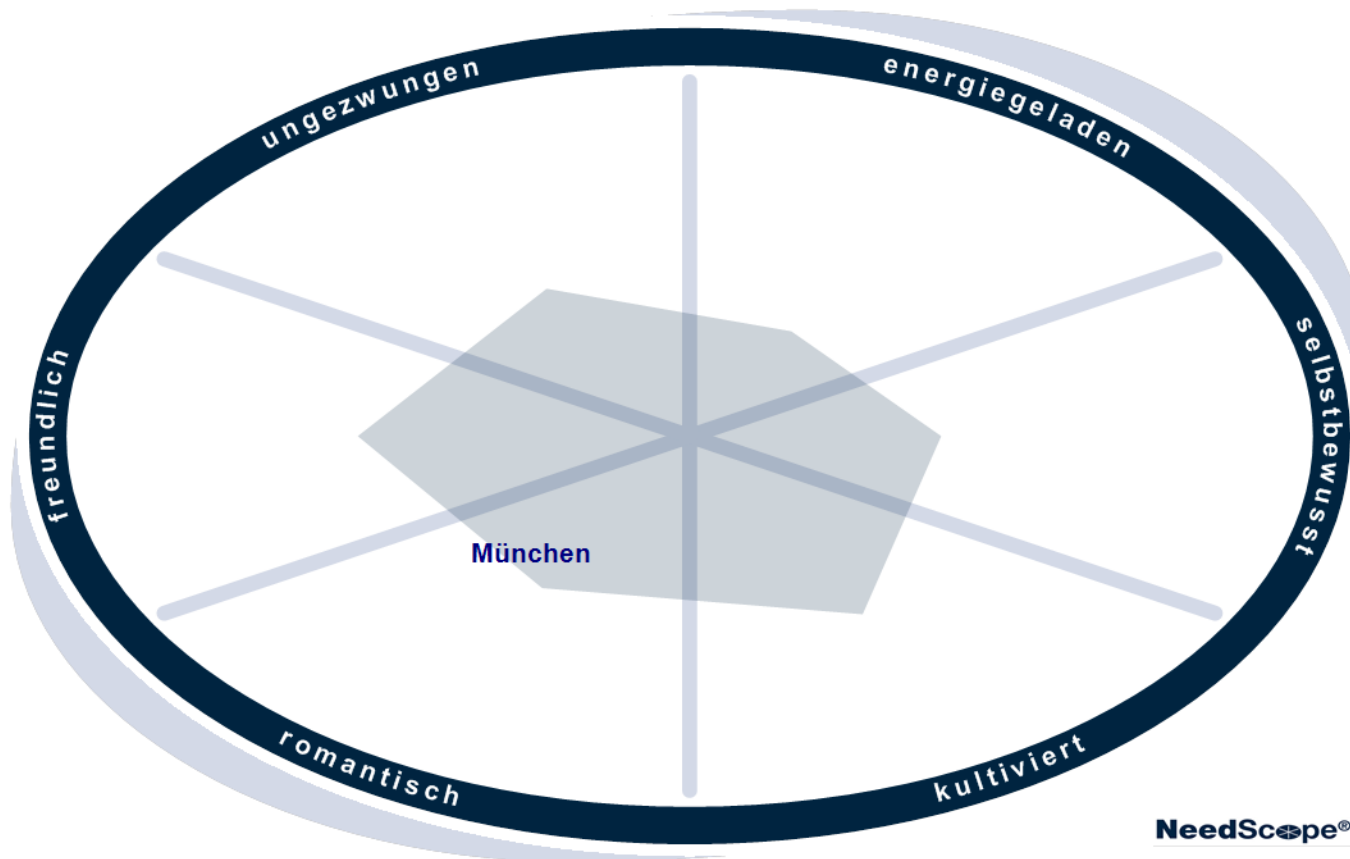 ungezwungen
energiegeladen
freundlich
selbstbewusst
München
romantisch
kultiviert
NeedScope®